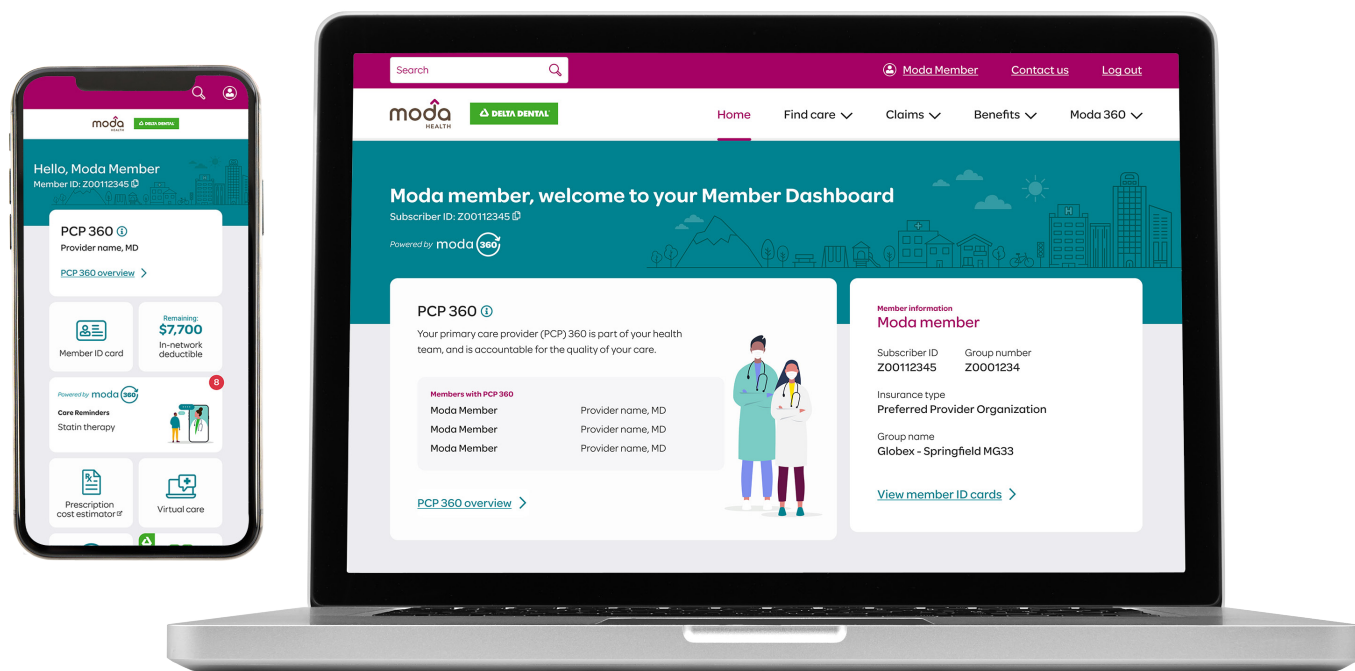 moda
HEALTH
DELTA DENTAL
Hello, Moda Member
Member ID: Z00112345
PCP 360
Provider name, MD
PCP 360 overview
Member ID card
Remaining:
$7,700
In-network
deductible
8
Powered by moda 360
Care Reminders
Statin therapy
Prescription
cost estimator
Virtual care
Search
Moda Member Contact us Log out
moda
HEALTH
DELTA DENTAL
Home Find care Claims Benefits Moda 360
Moda member, welcome to your Member Dashboard
Subscriber ID: Z00112345
Powered by moda 360
PCP 360
Your primary care provider (PCP) 360 is part of your health
team, and is accountable for the quality of your care.
Members with PCP 360
Moda Member Provider name, MD
Moda Member Provider name, MD
Moda Member Provider name, MD
PCP 360 overview
Member information
Moda member
Subscriber ID Group number
Z00112345 Z0001234
Insurance type
Preferred Provider Organization
Group name
Globex - Springfield MG33
View member ID cards
H